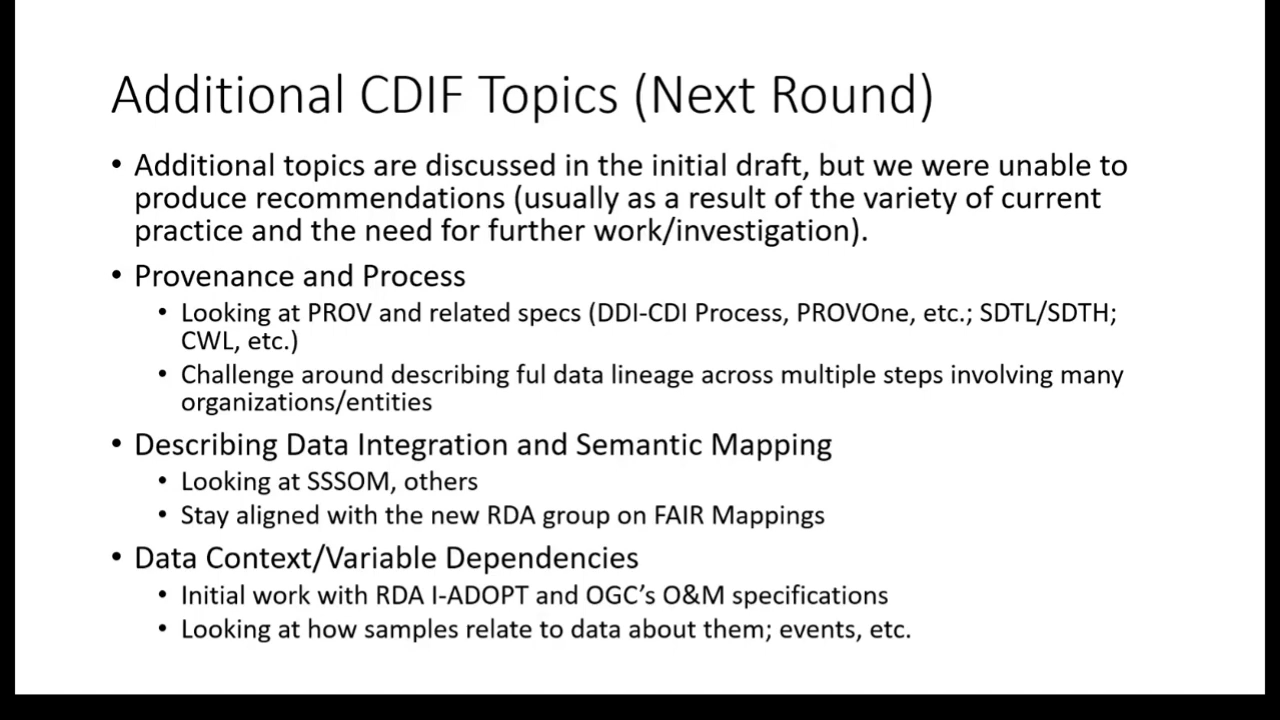 Additional CDIF Topics (Next Round)
• Additional topics are discussed in the initial draft, but we were unable to
produce recommendations (usually as a result of the variety of current
practice and the need for further work/investigation).
• Provenance and Process
• Looking at PROV and related specs (DDI-CDI Process, PROVOne, etc.; SDTL/SDTH;
CWL, etc.)
• Challenge around describing ful data lineage across multiple steps involving many
organizations/entities
• Describing Data Integration and Semantic Mapping
• Looking at SSSOM, others
• Stay aligned with the new RDA group on FAIR Mappings
• Data Context/Variable Dependencies
• Initial work with RDA I-ADOPT and OGC’s O&M specifications
• Looking at how samples relate to data about them; events, etc.